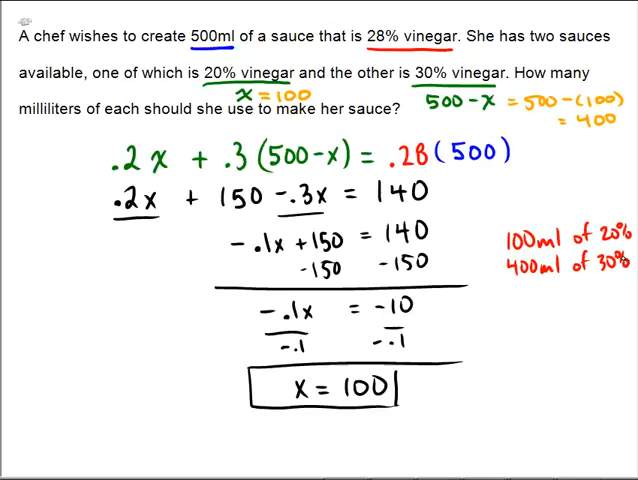 A chef wishes to create 500ml of a sauce that is 28% vinegar. She has two sauces
available, one of which is 20% vinegar and the other is 30% vinegar. How many
x = 100 500 - x = 500 - (100)
milliliters of each should she use to make her sauce? = 400
.2x + .3(500 - x) = .28(500)
.2x + 150 - .3x = 140
-.1x + 150 = 140
100ml of 20%
-150 -150
400ml of 30%
-.1x = -10
-.1 -.1
x = 100